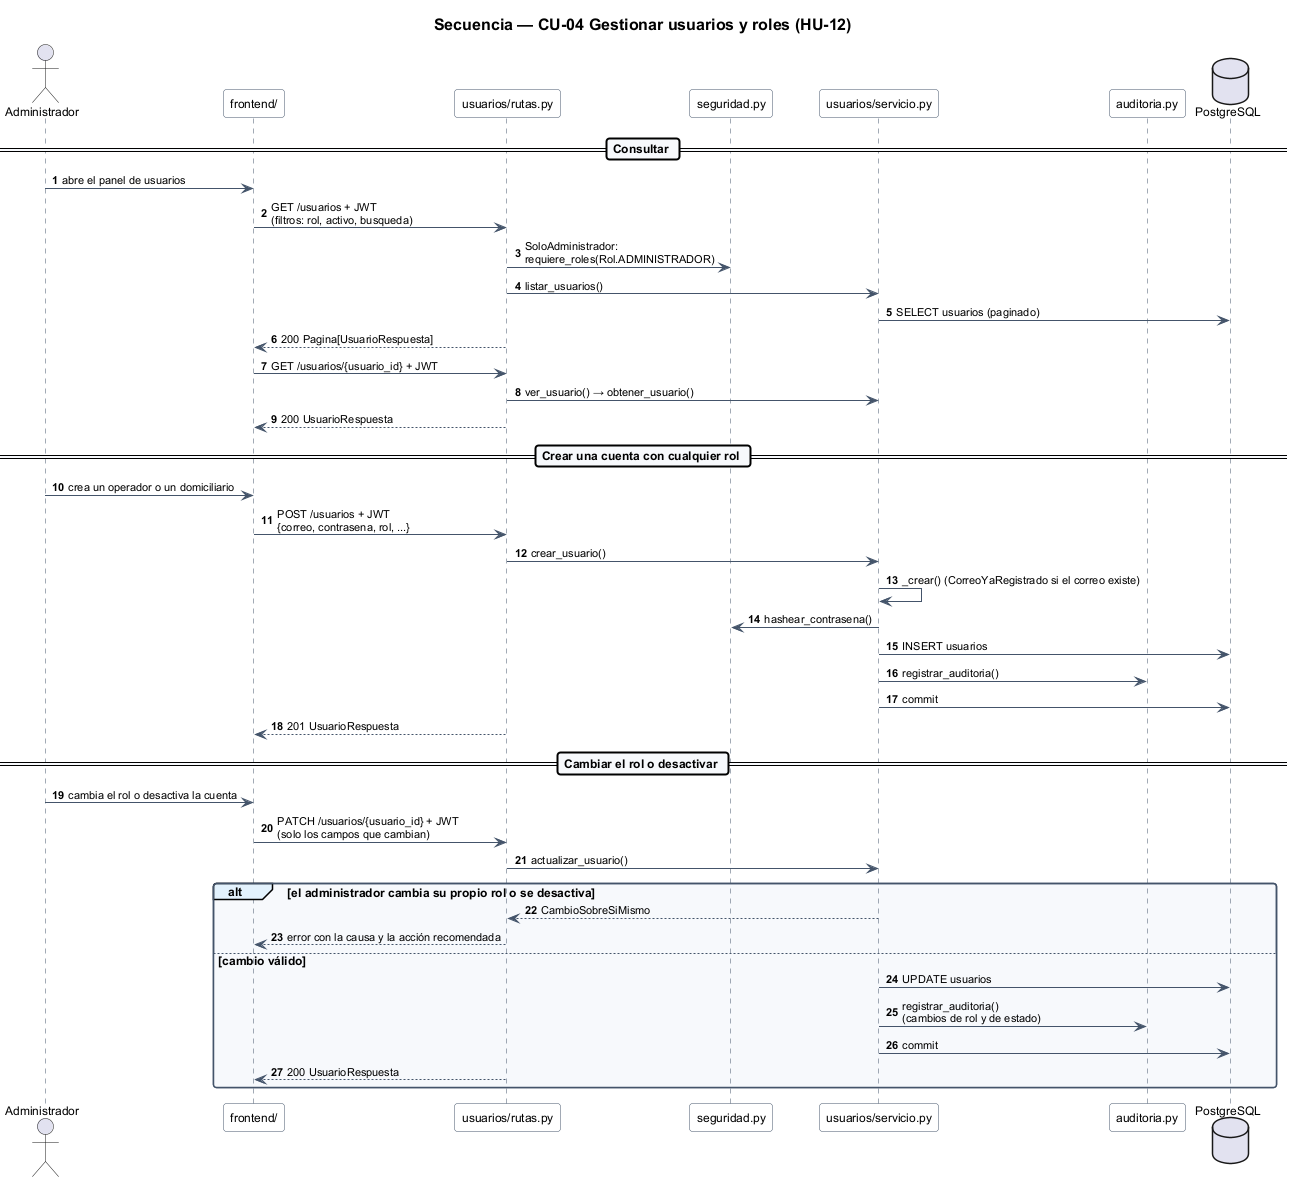 Secuencia — CU-04 Gestionar usuarios y roles (HU-12)
Administrador
frontend/
usuarios/rutas.py
seguridad.py
usuarios/servicio.py
auditoria.py
PostgreSQL
Consultar
1 abre el panel de usuarios
2 GET /usuarios + JWT
(filtros: rol, activo, busqueda)
3 SoloAdministrador:
requiere_roles(Rol.ADMINISTRADOR)
4 listar_usuarios()
5 SELECT usuarios (paginado)
6 200 Pagina[UsuarioRespuesta]
7 GET /usuarios/{usuario_id} + JWT
8 ver_usuario() → obtener_usuario()
9 200 UsuarioRespuesta
Crear una cuenta con cualquier rol
10 crea un operador o un domiciliario
11 POST /usuarios + JWT
{correo, contrasena, rol, ...}
12 crear_usuario()
13 _crear() (CorreoYaRegistrado si el correo existe)
14 hashear_contrasena()
15 INSERT usuarios
16 registrar_auditoria()
17 commit
18 201 UsuarioRespuesta
Cambiar el rol o desactivar
19 cambia el rol o desactiva la cuenta
20 PATCH /usuarios/{usuario_id} + JWT
(solo los campos que cambian)
21 actualizar_usuario()
alt [el administrador cambia su propio rol o se desactiva]
22 CambioSobreSiMismo
23 error con la causa y la acción recomendada
[cambio válido]
24 UPDATE usuarios
25 registrar_auditoria()
(cambios de rol y de estado)
26 commit
27 200 UsuarioRespuesta
Administrador
frontend/
usuarios/rutas.py
seguridad.py
usuarios/servicio.py
auditoria.py
PostgreSQL